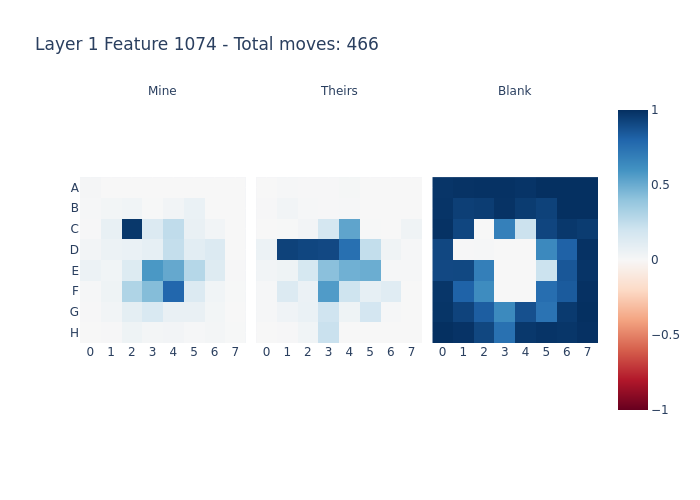 Layer 1 Feature 1074 - Total moves: 466
Mine
Theirs
Blank
A
B
C
D
E
F
G
H
0 1 2 3 4 5 6 7
0 1 2 3 4 5 6 7
0 1 2 3 4 5 6 7
1
0.5
0
−0.5
−1